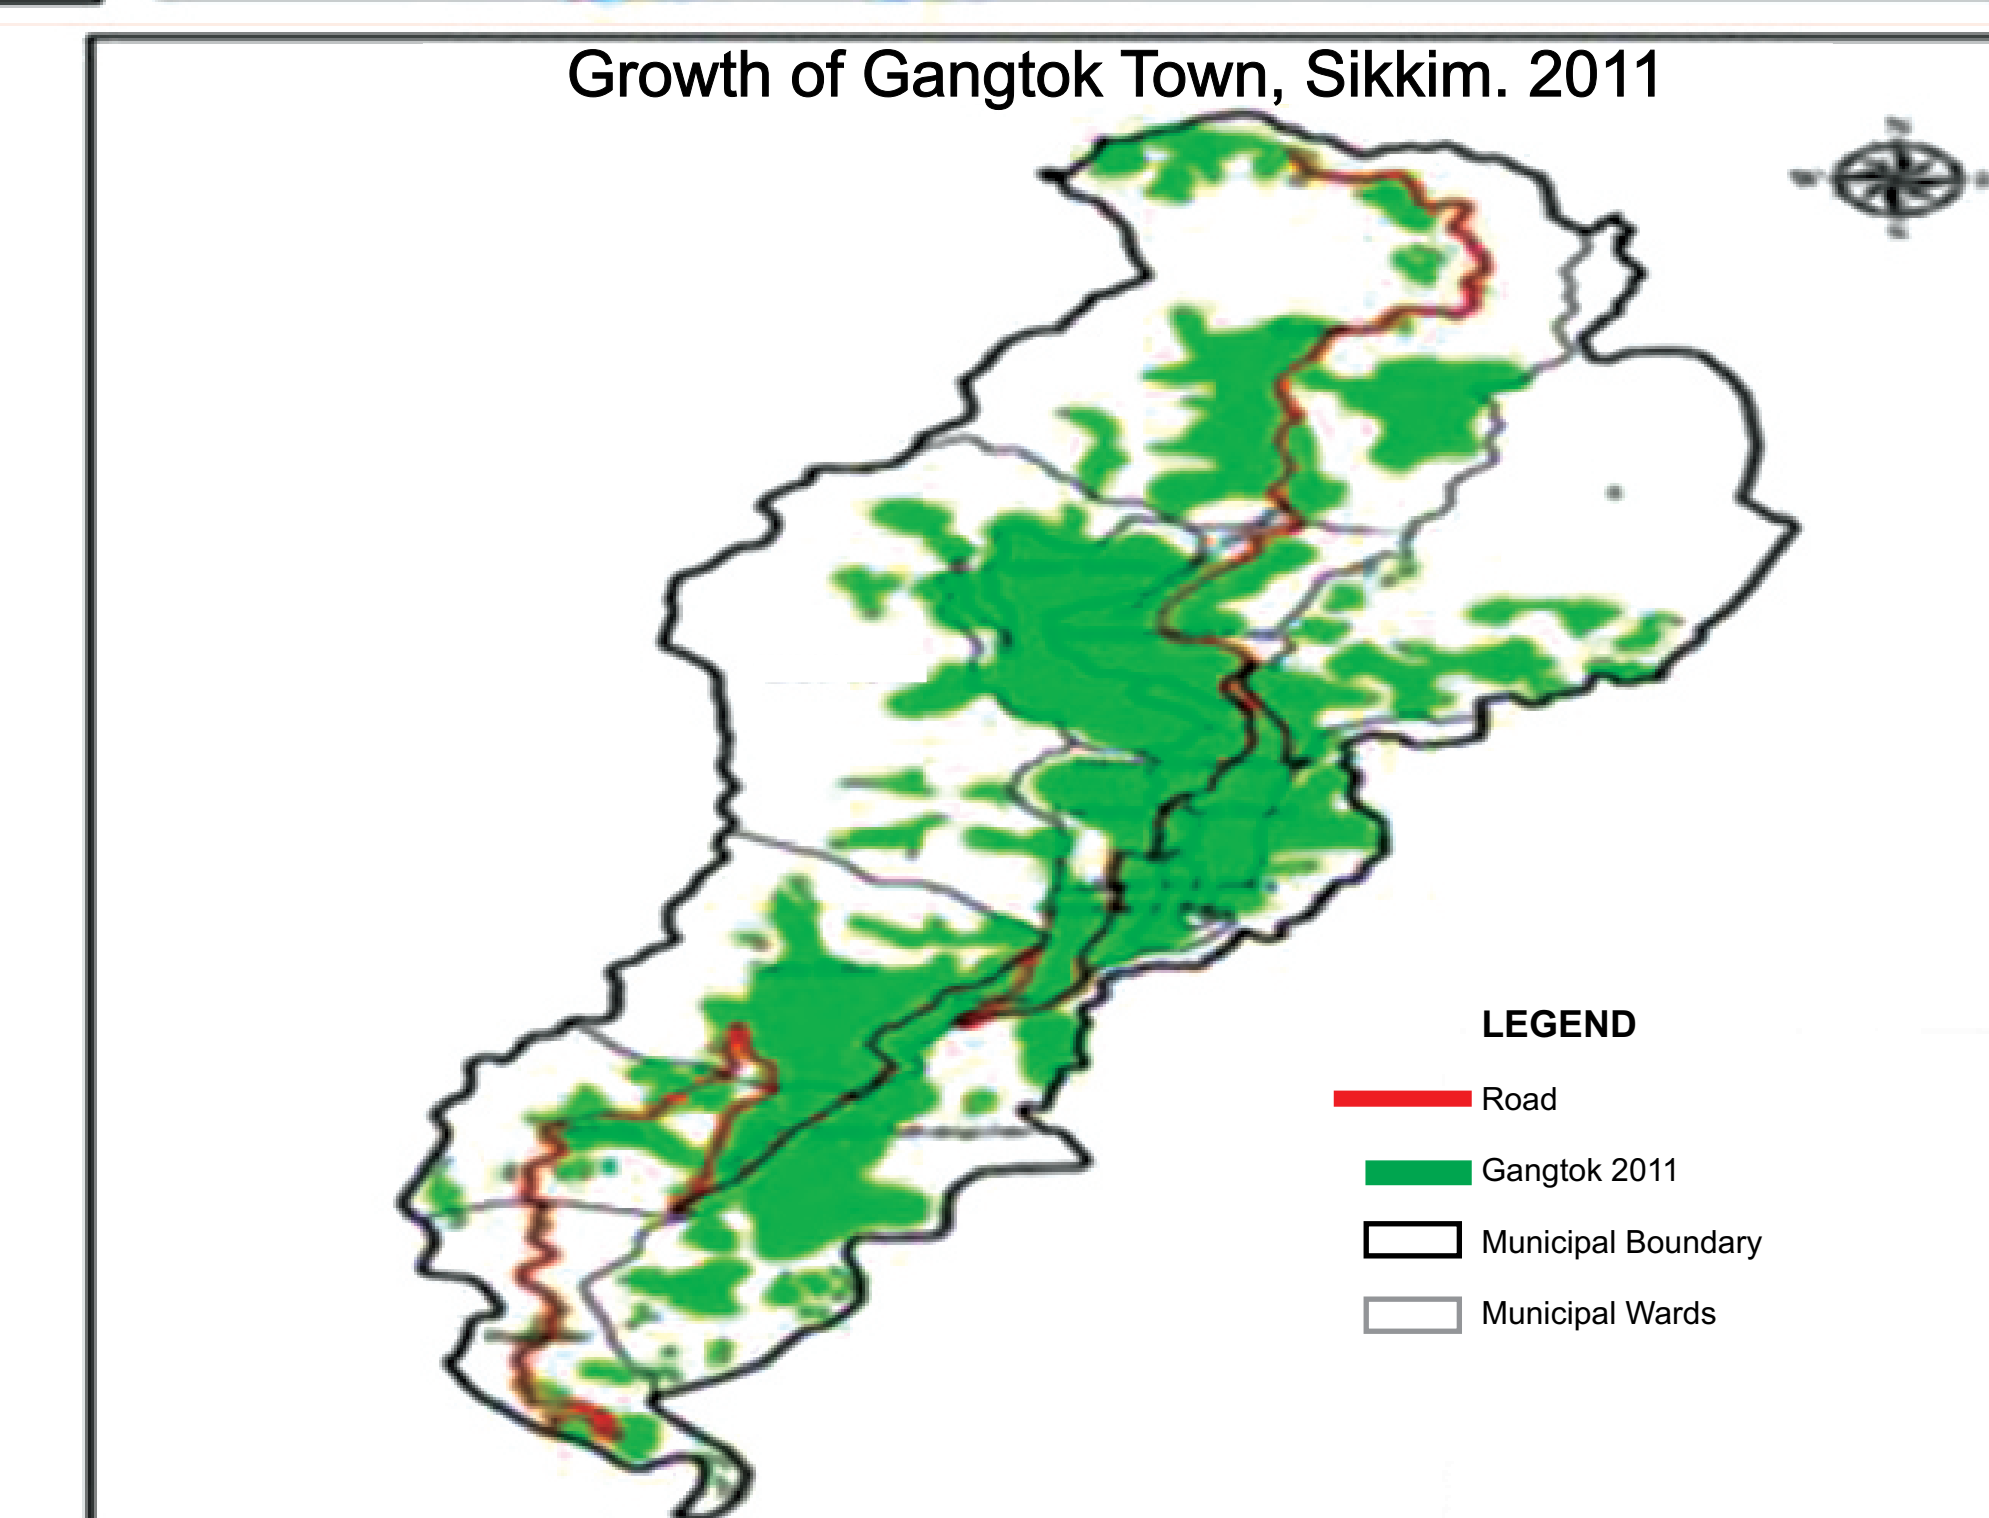 Growth of Gangtok Town, Sikkim. 2011
N
W
S
LEGEND
Road
Gangtok 2011
Municipal Boundary
Municipal Wards